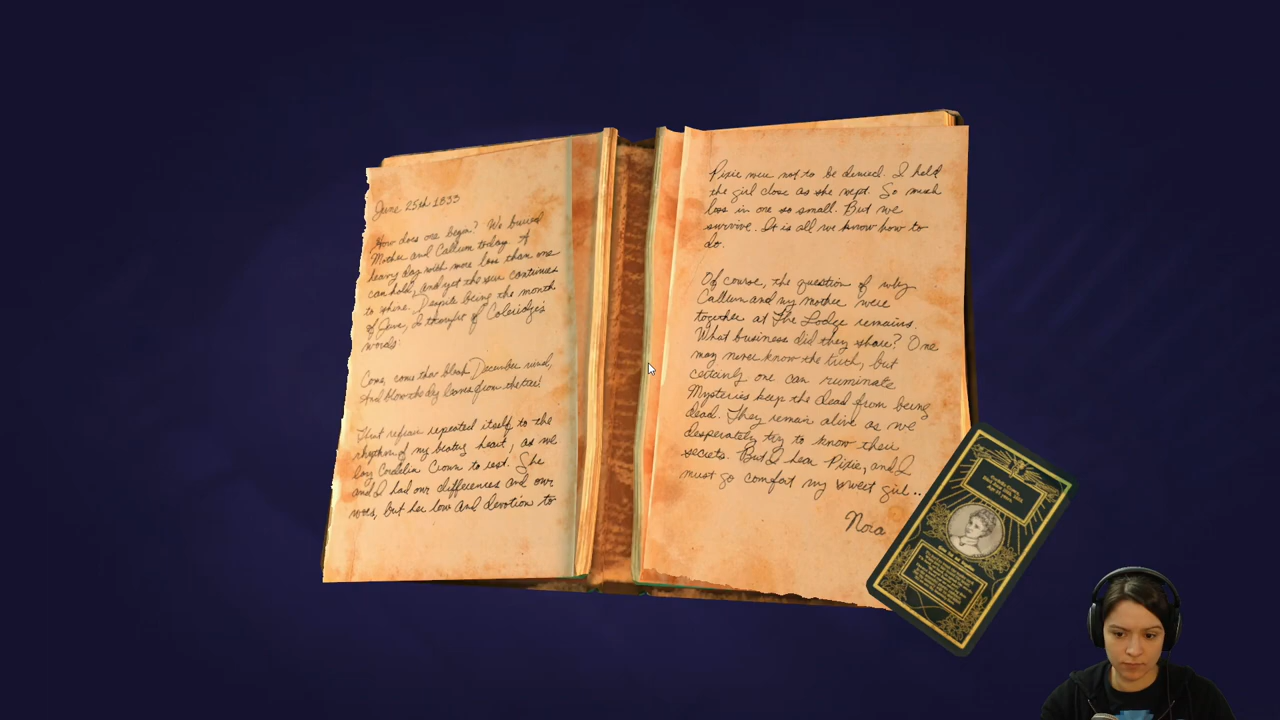 June 25th 1833
How does one begin? We buried
Mother and Callum today. A
heavy day with more loss than one
can hold, and yet the sun continues
to shine. Despite being the month
of June, I thought of Coleridge's
words:
Come, come thou bleak December wind,
And blow the dry leaves from the tree!
That refrain repeated itself to the
rhythm of my beating heart, as we
lay Cordelia Crown to rest. She
and I had our differences and our
woes, but her love and devotion to
Pixie were not to be denied. I held
the girl close as she wept. So much
loss in one so small. But we
survive. It is all we know how to
do.
Of course, the question of why
Callum and my mother were
together at The Lodge remains.
What business did they share? One
may never know the truth, but
certainly one can ruminate
Mysteries keep the dead from being
dead. They remain alive as we
desperately try to know their
secrets. But I hear Pixie, and I
must go comfort my sweet girl..
Nora